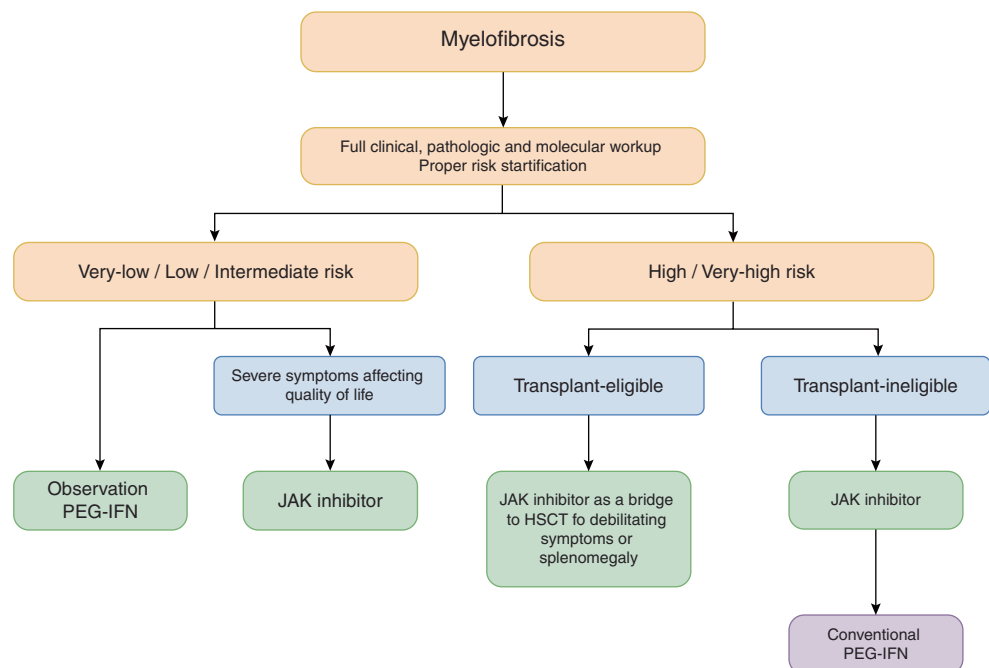 Myelofibrosis
Full clinical, pathologic and molecular workup
Proper risk startification
Very-low / Low / Intermediate risk
High / Very-high risk
Severe symptoms affecting
quality of life
Transplant-eligible
Transplant-ineligible
Observation
PEG-IFN
JAK inhibitor
JAK inhibitor as a bridge
to HSCT fo debilitating
symptoms or
splenomegaly
JAK inhibitor
Conventional
PEG-IFN